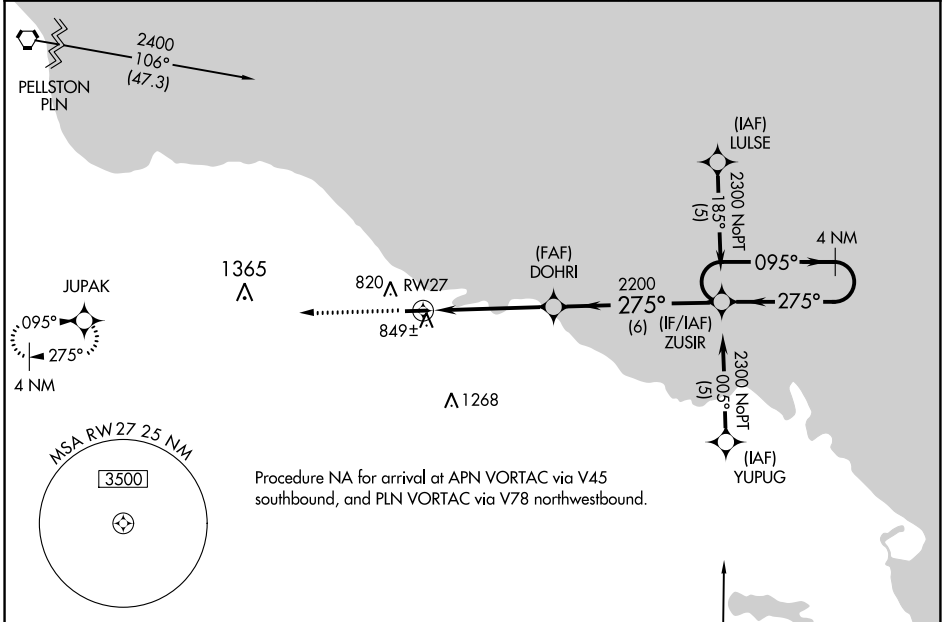 2400
106°
(47.3)
PELLSTON
PLN
(IAF)
LULSE
2300 NoPT
185°
(5)
4 NM
095°
275°
(FAF)
DOHRI
2200
275°
(6)
(IF/IAF)
ZUSIR
1365
820
RW27
849±
JUPAK
095°
275°
4 NM
1268
2300 NoPT
005°
(5)
(IAF)
YUPUG
MSA RW27 25 NM
3500
Procedure NA for arrival at APN VORTAC via V45
southbound, and PLN VORTAC via V78 northwestbound.